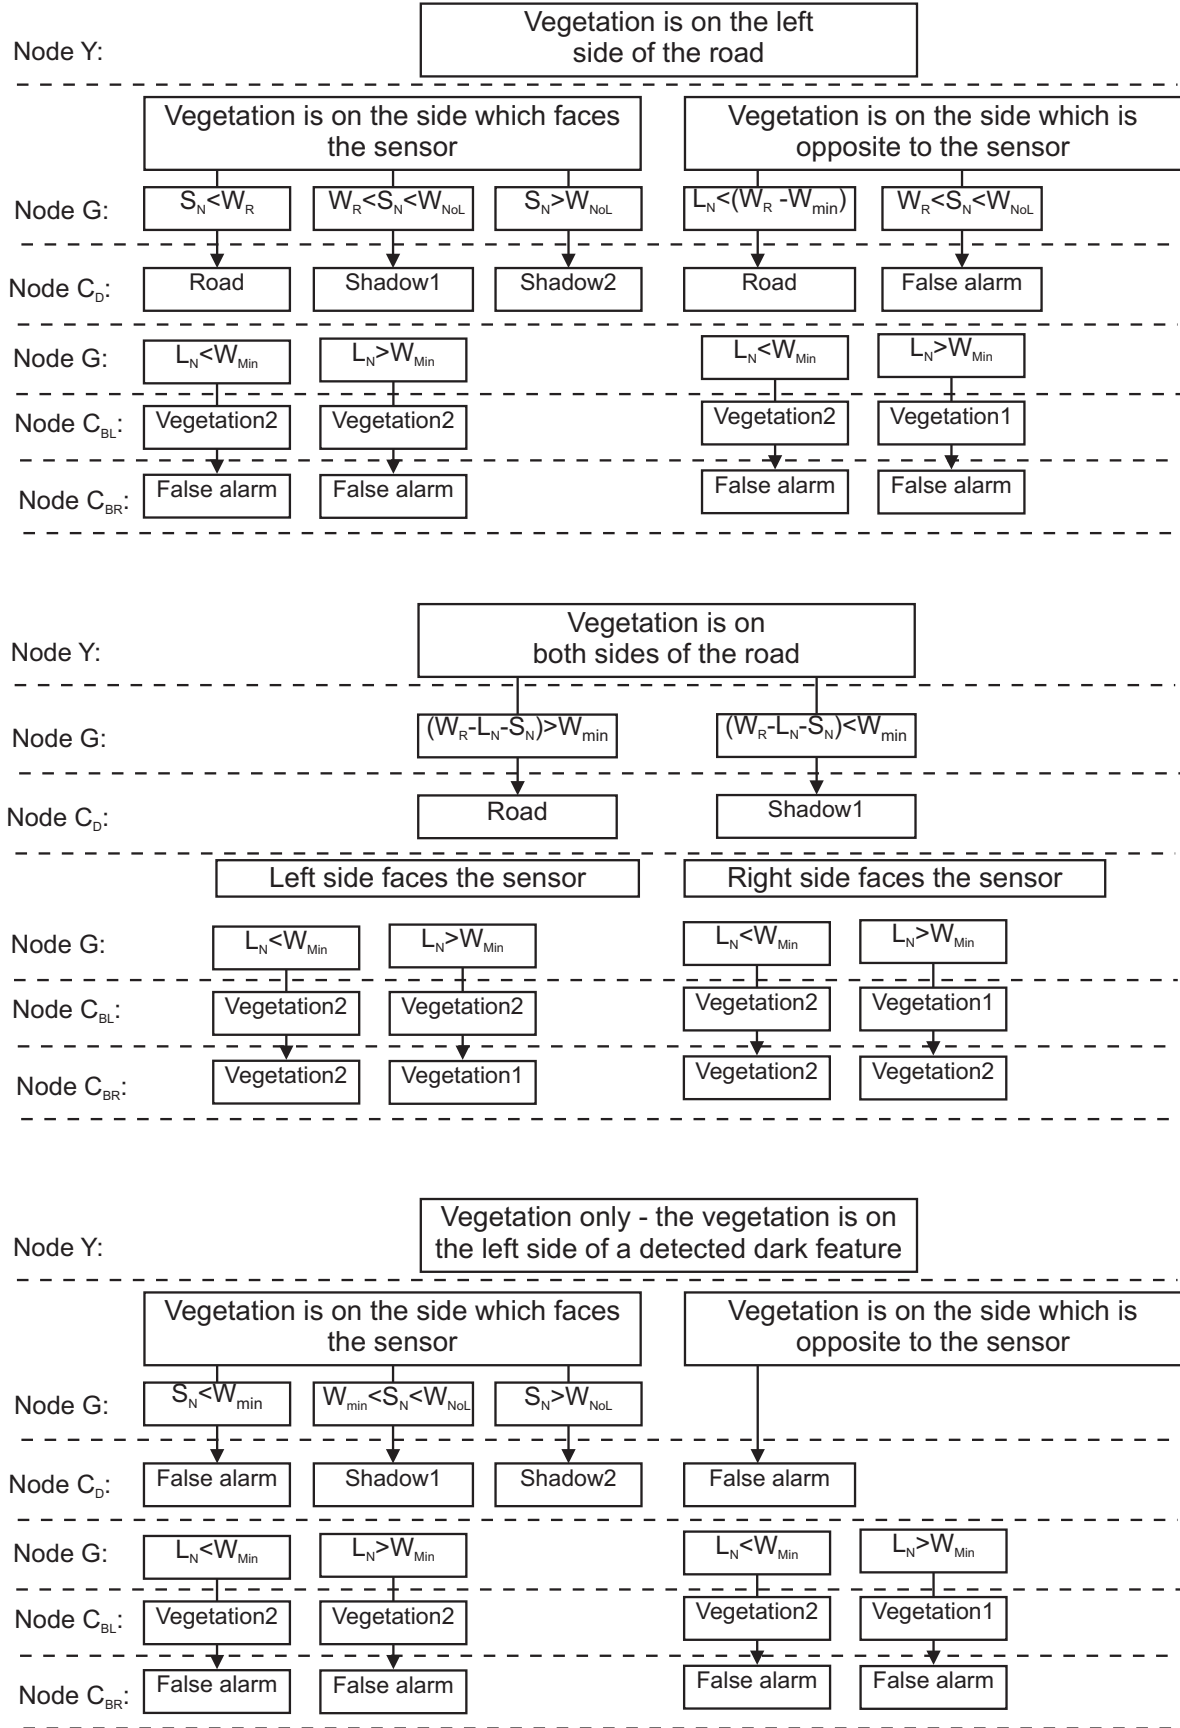 Node Y:
Vegetation is on the left
side of the road
Vegetation is on the side which faces
the sensor
Vegetation is on the side which is
opposite to the sensor
Node G:
S_N<W_R
W_R<S_N<W_NoL
S_N>W_NoL
L_N<(W_R -W_min)
W_R<S_N<W_NoL
Node C_D:
Road
Shadow1
Shadow2
Road
False alarm
Node G:
L_N<W_Min
L_N>W_Min
L_N<W_Min
L_N>W_Min
Node C_BL:
Vegetation2
Vegetation2
Vegetation2
Vegetation1
Node C_BR:
False alarm
False alarm
False alarm
False alarm
Node Y:
Vegetation is on
both sides of the road
Node G:
(W_R-L_N-S_N)>W_min
(W_R-L_N-S_N)<W_min
Node C_D:
Road
Shadow1
Left side faces the sensor
Right side faces the sensor
Node G:
L_N<W_Min
L_N>W_Min
L_N<W_Min
L_N>W_Min
Node C_BL:
Vegetation2
Vegetation2
Vegetation2
Vegetation1
Node C_BR:
Vegetation2
Vegetation1
Vegetation2
Vegetation2
Node Y:
Vegetation only - the vegetation is on
the left side of a detected dark feature
Vegetation is on the side which faces
the sensor
Vegetation is on the side which is
opposite to the sensor
Node G:
S_N<W_min
W_min<S_N<W_NoL
S_N>W_NoL
Node C_D:
False alarm
Shadow1
Shadow2
False alarm
Node G:
L_N<W_Min
L_N>W_Min
L_N<W_Min
L_N>W_Min
Node C_BL:
Vegetation2
Vegetation2
Vegetation2
Vegetation1
Node C_BR:
False alarm
False alarm
False alarm
False alarm